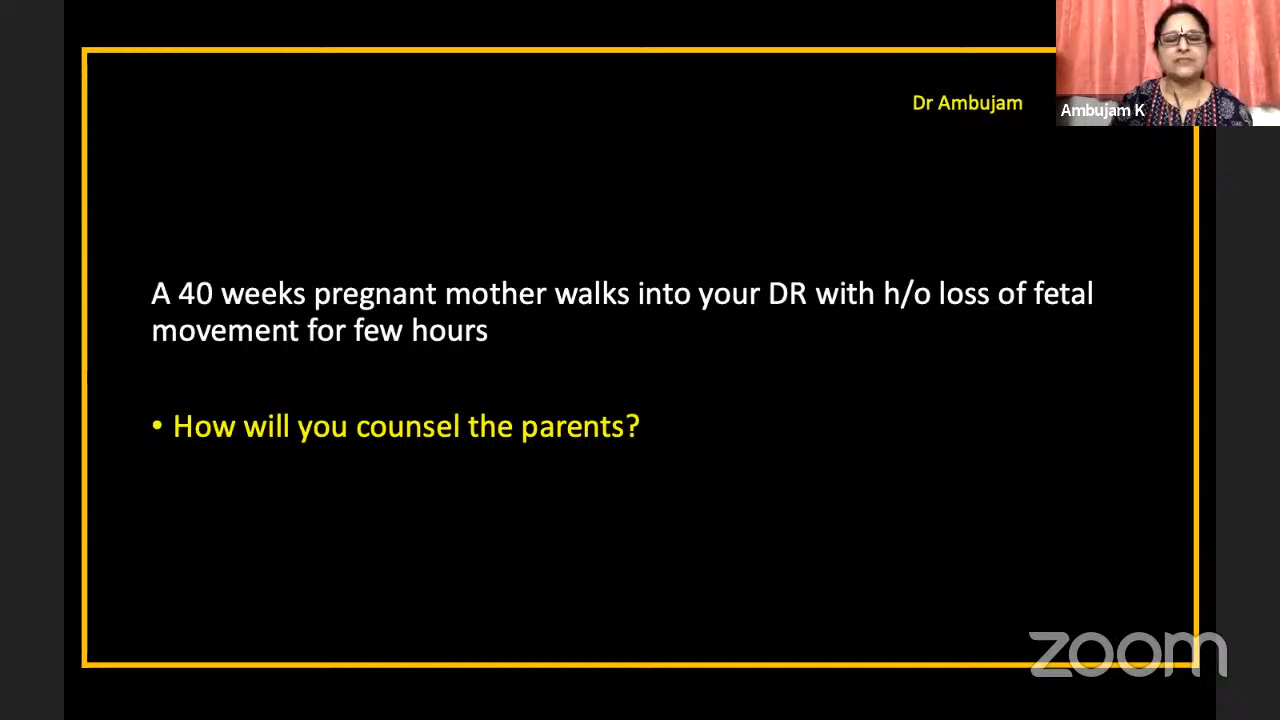 Dr Ambujam
Ambujam K
A 40 weeks pregnant mother walks into your DR with h/o loss of fetal
movement for few hours
• How will you counsel the parents?
zoom